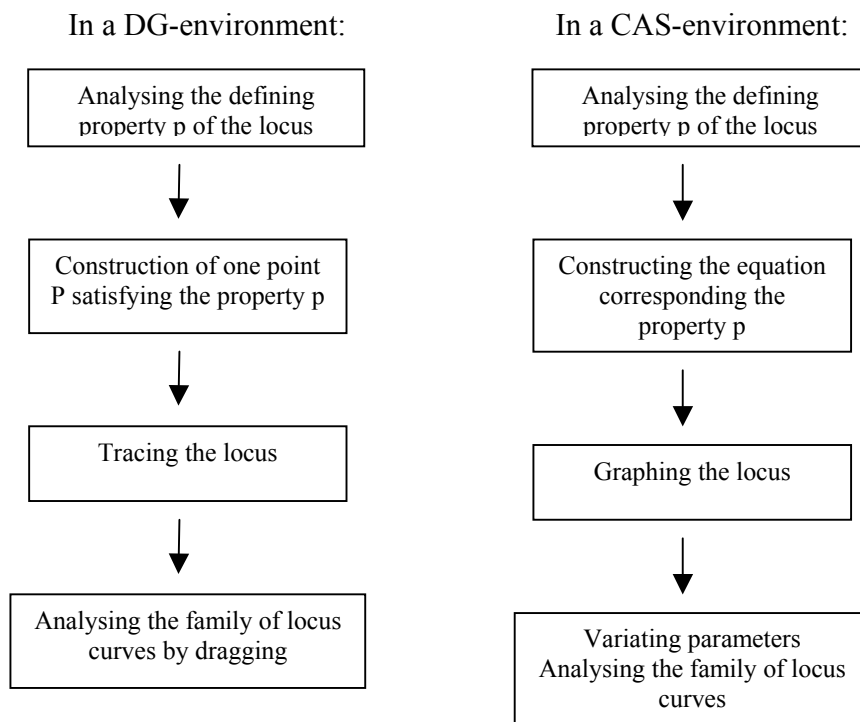 In a DG-environment:
Analysing the defining
property p of the locus
Construction of one point
P satisfying the property p
Tracing the locus
Analysing the family of locus
curves by dragging
In a CAS-environment:
Analysing the defining
property p of the locus
Constructing the equation
corresponding the
property p
Graphing the locus
Variating parameters
Analysing the family of locus
curves